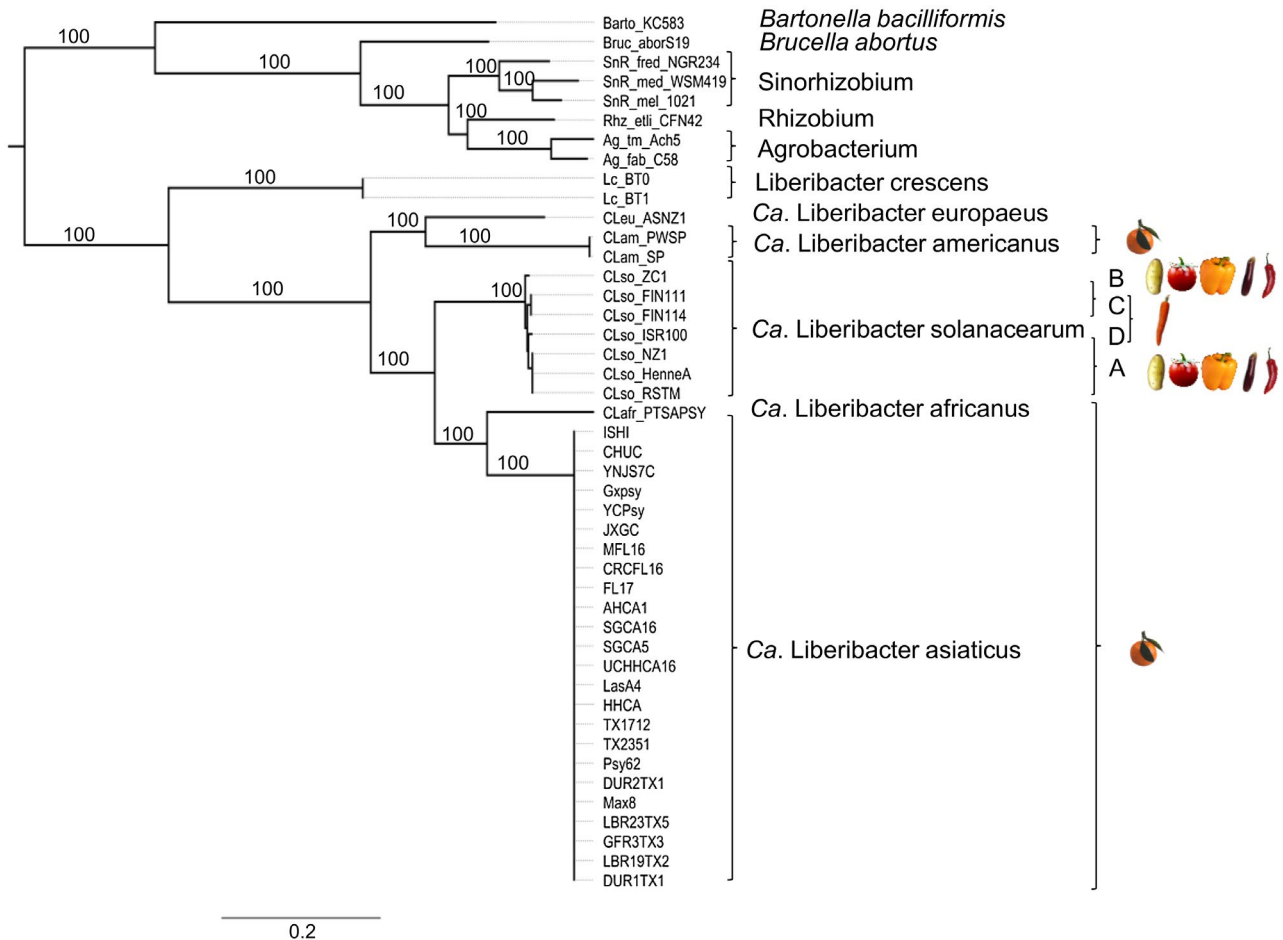 100
Barto_KC583
Bartonella bacilliformis
100
Bruc_aborS19
Brucella abortus
100
SnR_fred_NGR234
100
SnR_med_WSM419
Sinorhizobium
100
SnR_mel_1021
100
Rhz_etli_CFN42
Rhizobium
100
Ag_tm_Ach5
Agrobacterium
Ag_fab_C58
100
Lc_BT0
Liberibacter crescens
Lc_BT1
100
100
CLeu_ASNZ1
Ca. Liberibacter europaeus
100
CLam_PWSP
Ca. Liberibacter americanus
CLam_SP
100
100
CLso_ZC1
B
CLso_FIN111
C
CLso_FIN114
CLso_ISR100
Ca. Liberibacter solanacearum
D
100
CLso_NZ1
CLso_HenneA
A
CLso_RSTM
100
CLafr_PTSAPSY
Ca. Liberibacter africanus
ISHI
CHUC
100
YNJS7C
Gxpsy
YCPsy
JXGC
MFL16
CRCFL16
FL17
AHCA1
SGCA16
SGCA5
Ca. Liberibacter asiaticus
UCHHCA16
LasA4
HHCA
TX1712
TX2351
Psy62
DUR2TX1
Max8
LBR23TX5
GFR3TX3
LBR19TX2
DUR1TX1
0.2